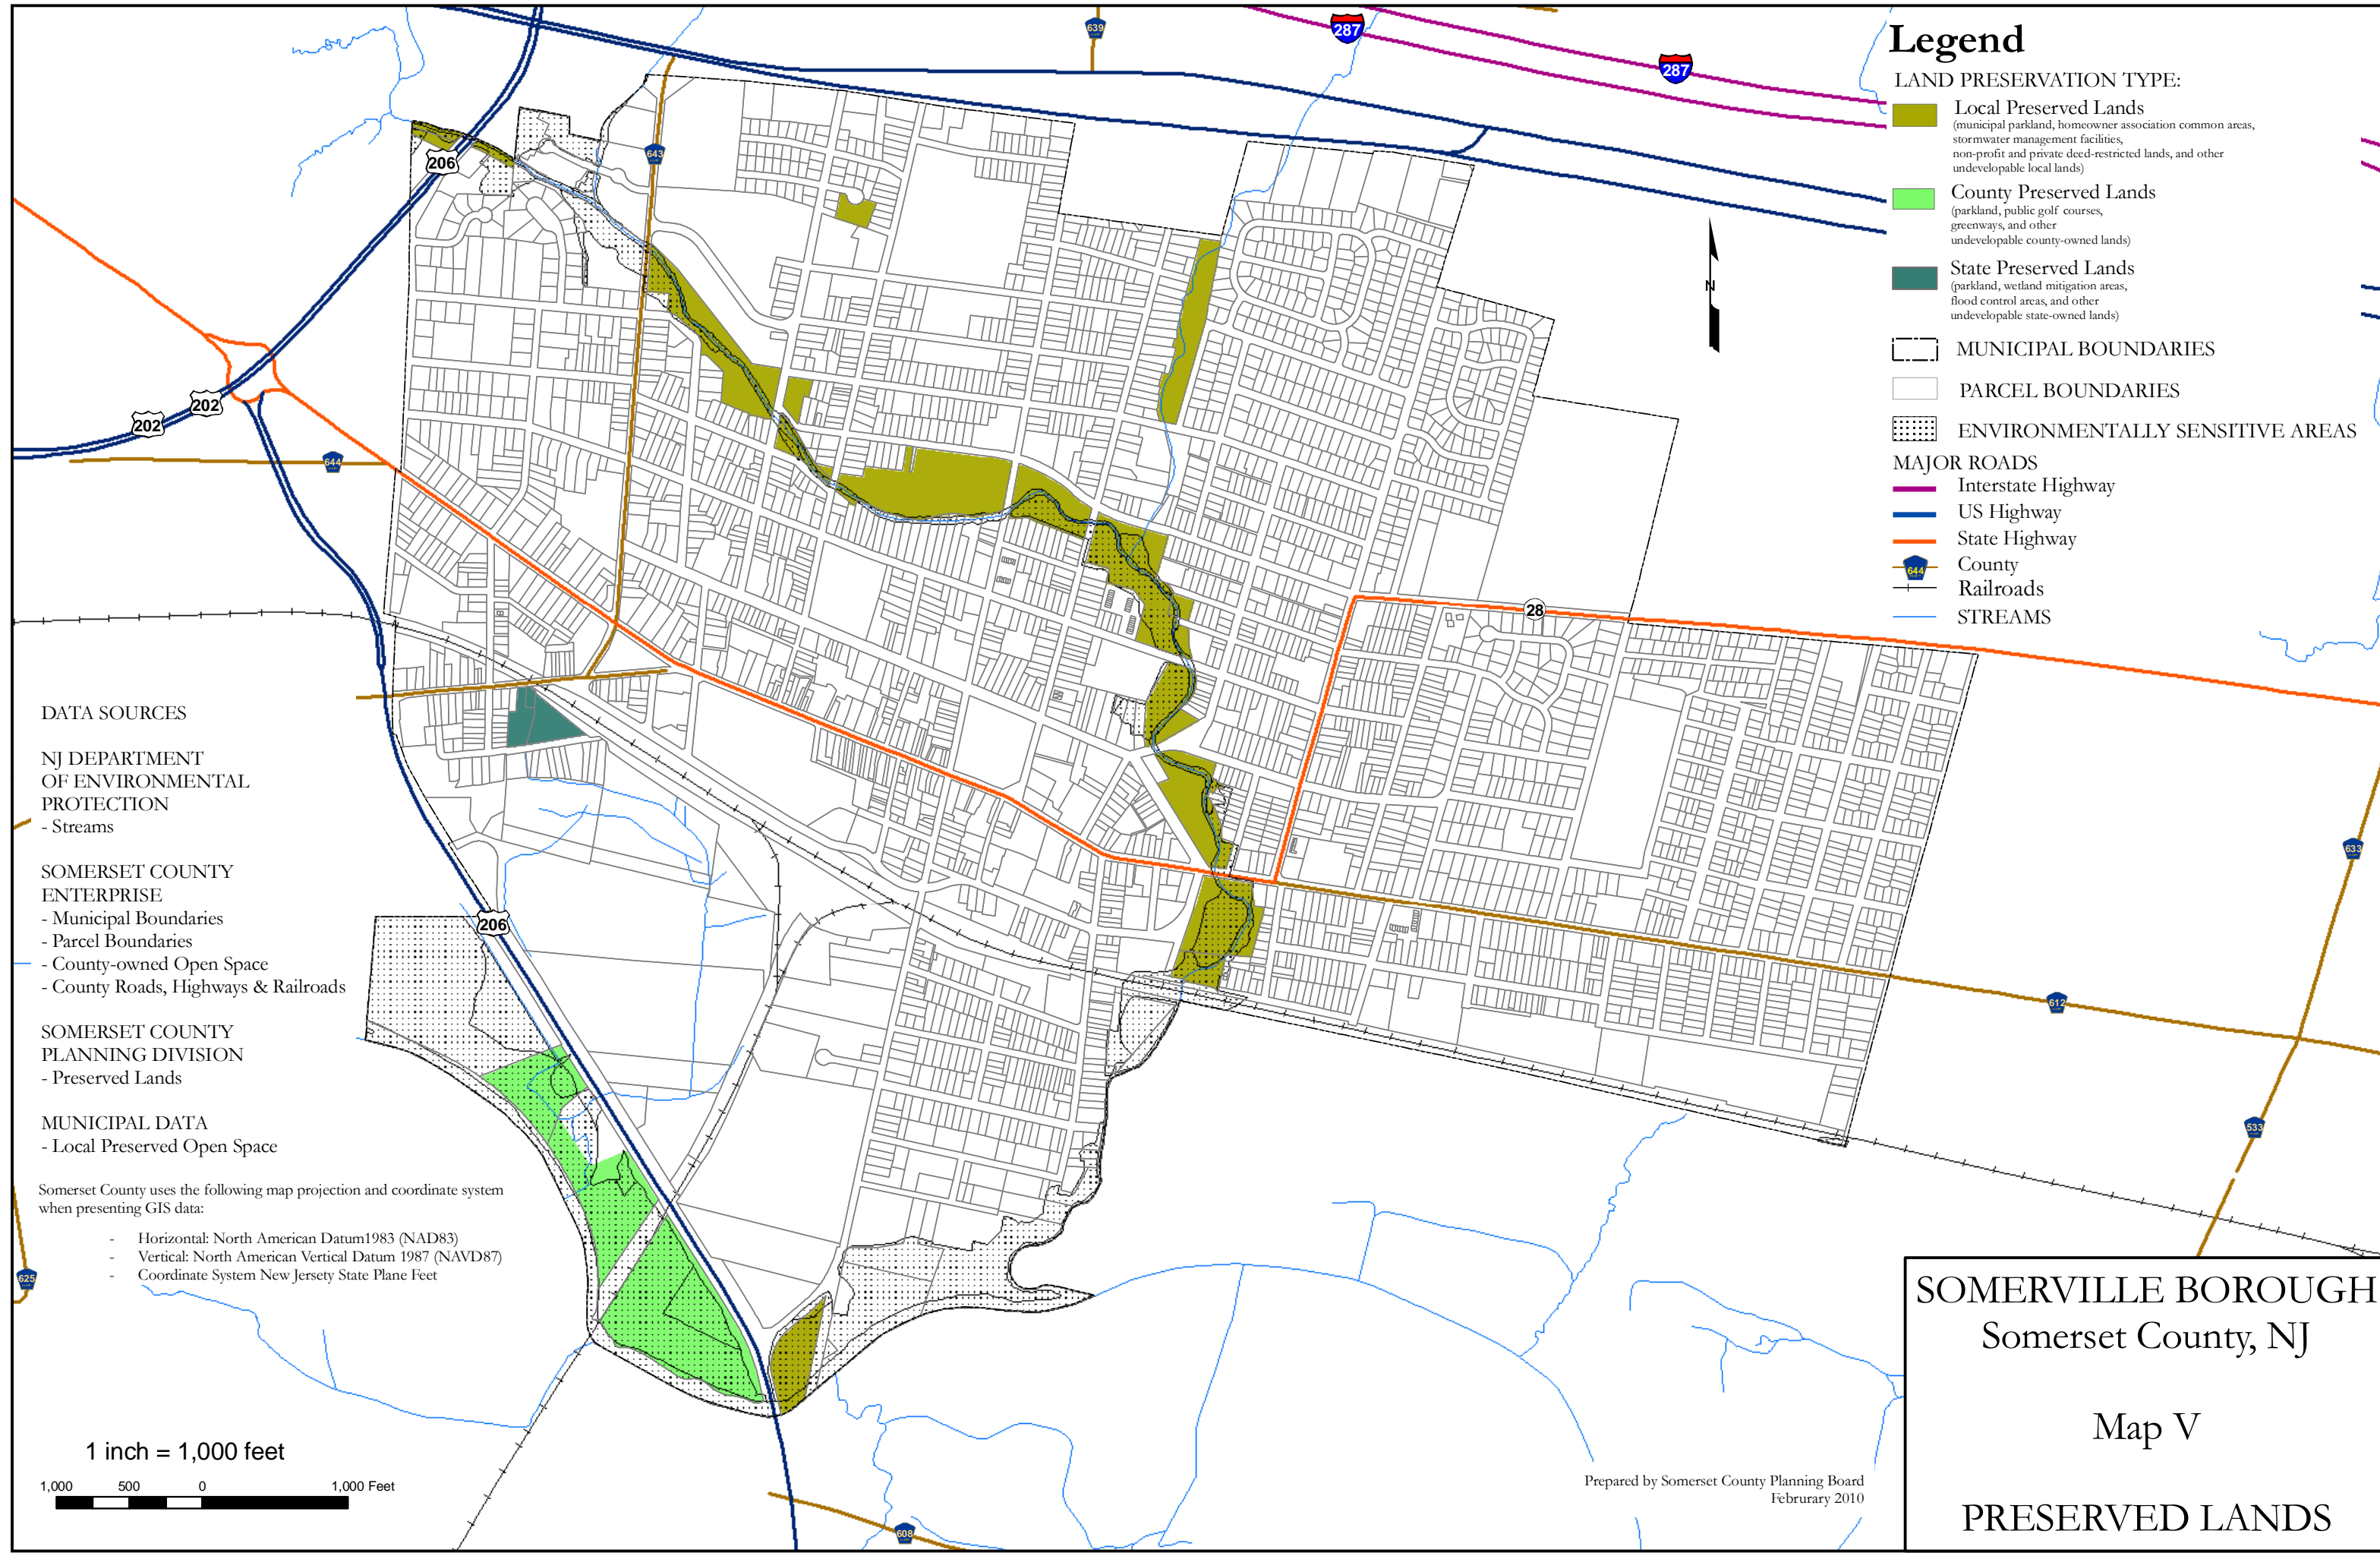 639
287
287
643
206
202
202
644
28
206
633
612
533
625
608
N
Legend
LAND PRESERVATION TYPE:
Local Preserved Lands
(municipal parkland, homeowner association common areas,
stormwater management facilities,
non-profit and private deed-restricted lands, and other
undevelopable local lands)
County Preserved Lands
(parkland, public golf courses,
greenways, and other
undevelopable county-owned lands)
State Preserved Lands
(parkland, wetland mitigation areas,
flood control areas, and other
undevelopable state-owned lands)
MUNICIPAL BOUNDARIES
PARCEL BOUNDARIES
ENVIRONMENTALLY SENSITIVE AREAS
MAJOR ROADS
Interstate Highway
US Highway
State Highway
644 County
Railroads
STREAMS
DATA SOURCES
NJ DEPARTMENT
OF ENVIRONMENTAL
PROTECTION
- Streams
SOMERSET COUNTY
ENTERPRISE
- Municipal Boundaries
- Parcel Boundaries
- County-owned Open Space
- County Roads, Highways & Railroads
SOMERSET COUNTY
PLANNING DIVISION
- Preserved Lands
MUNICIPAL DATA
- Local Preserved Open Space
Somerset County uses the following map projection and coordinate system
when presenting GIS data:
- Horizontal: North American Datum1983 (NAD83)
- Vertical: North American Vertical Datum 1987 (NAVD87)
- Coordinate System New Jersety State Plane Feet
1 inch = 1,000 feet
1,000 500 0 1,000 Feet
Prepared by Somerset County Planning Board
Februrary 2010
SOMERVILLE BOROUGH
Somerset County, NJ
Map V
PRESERVED LANDS